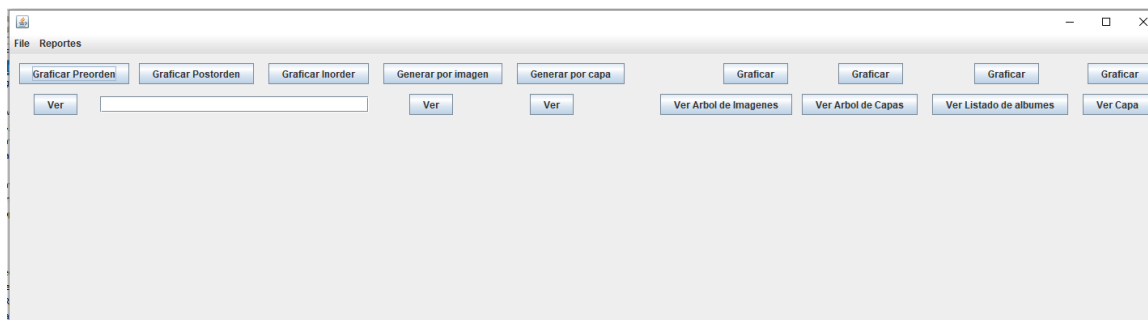 File Reportes
Graficar Preorden Graficar Postorden Graficar Inorder Generar por imagen Generar por capa Graficar Graficar Graficar Graficar
Ver Ver Ver Ver Arbol de Imagenes Ver Arbol de Capas Ver Listado de albumes Ver Capa